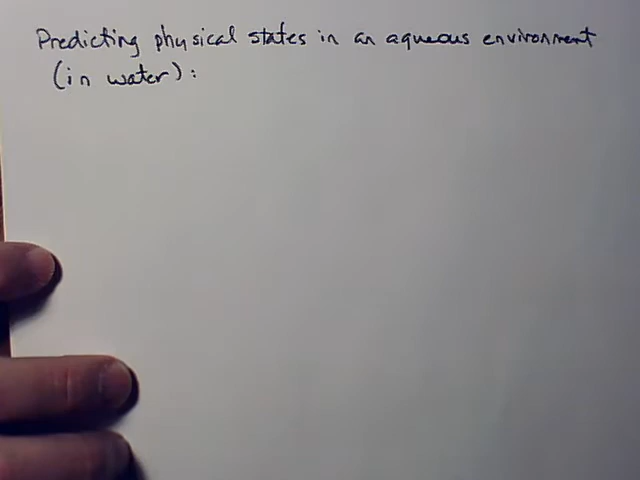 Predicting physical states in an aqueous environment
(in water):